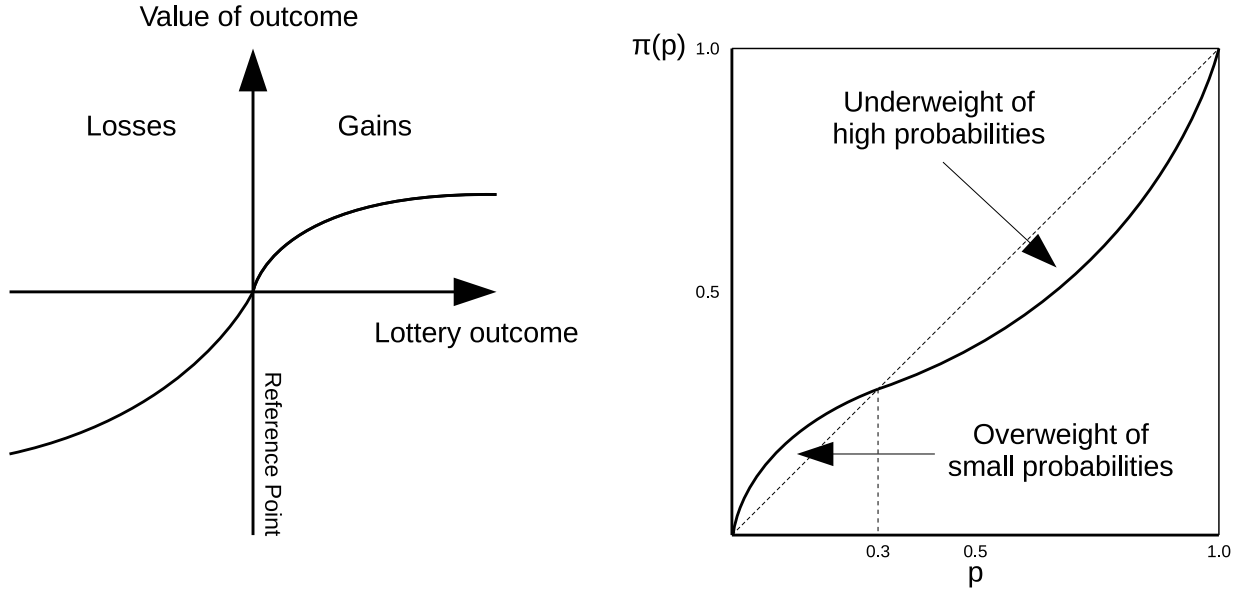 Value of outcome
Losses
Gains
Lottery outcome
Reference Point
π(p)
1.0
Underweight of
high probabilities
0.5
Overweight of
small probabilities
0.3
0.5
1.0
p